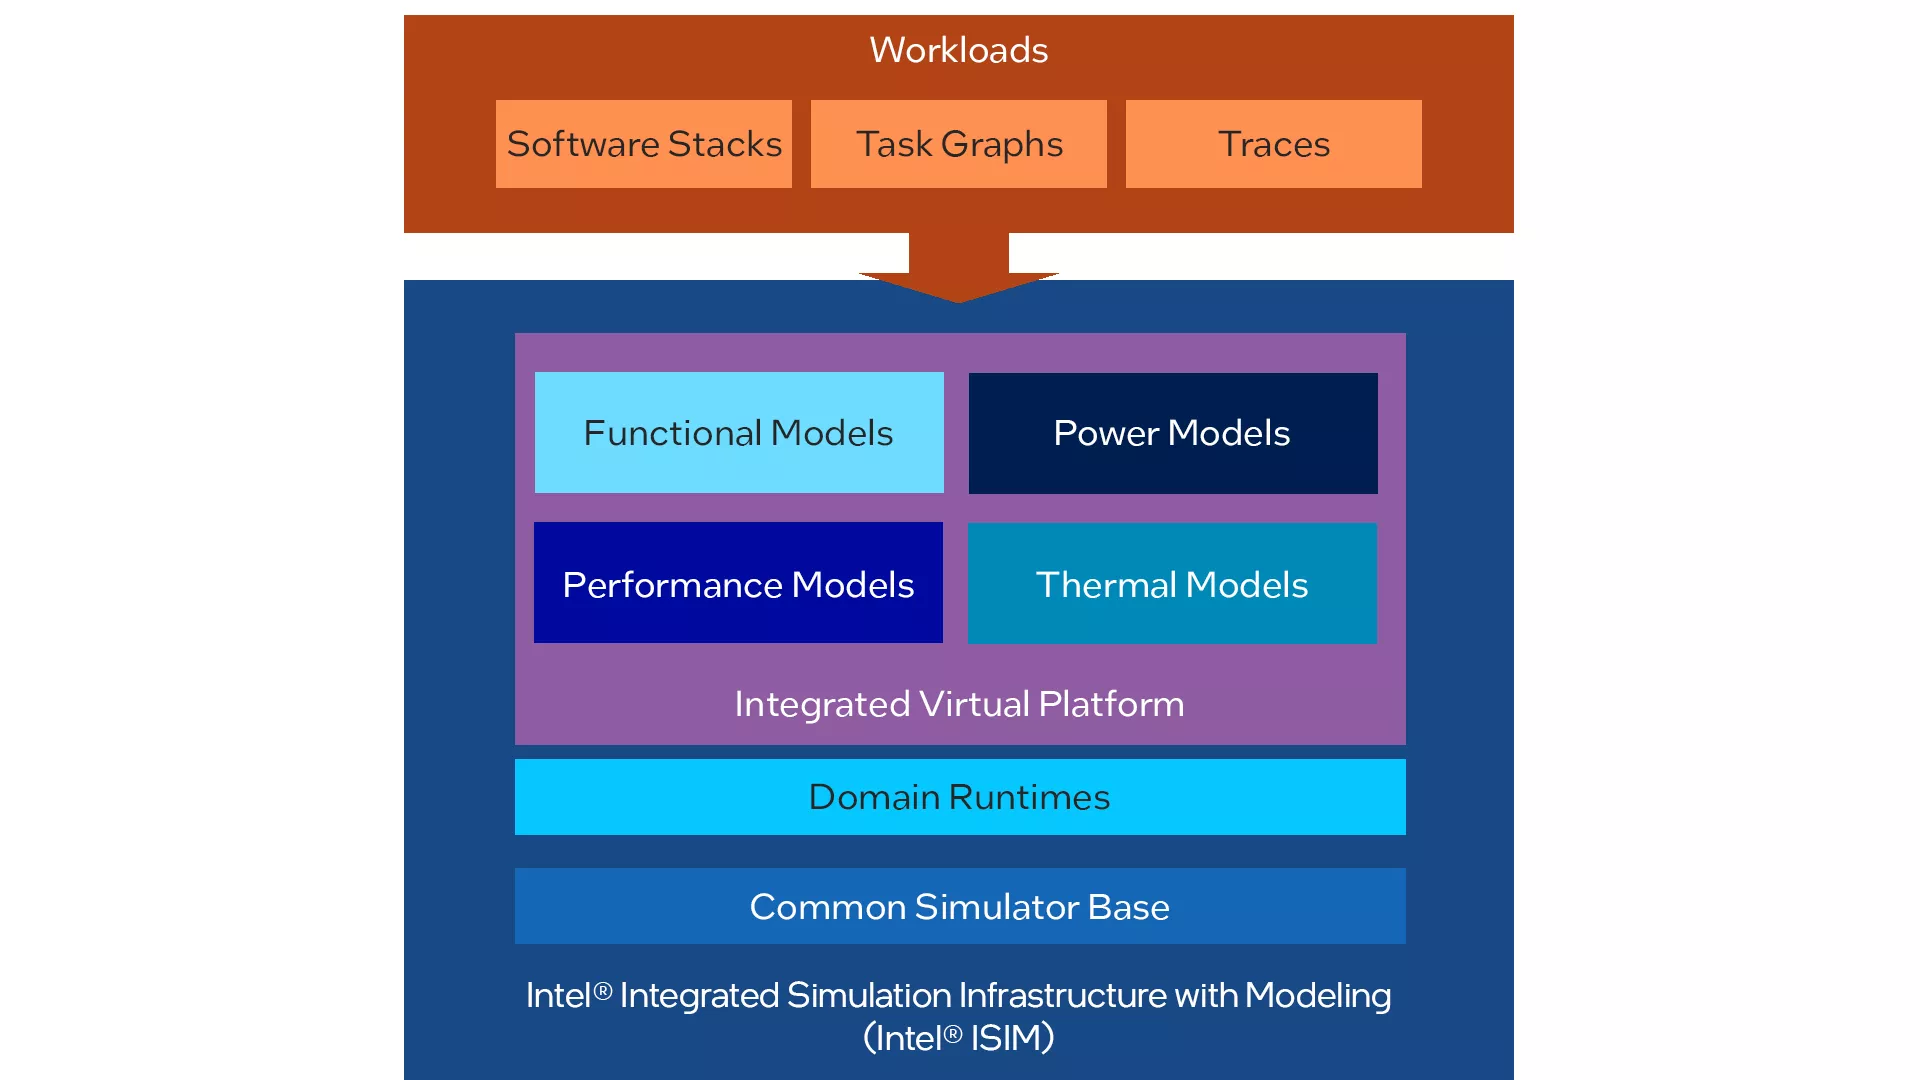 Workloads
Software Stacks
Task Graphs
Traces
Functional Models
Power Models
Performance Models
Thermal Models
Integrated Virtual Platform
Domain Runtimes
Common Simulator Base
Intel® Integrated Simulation Infrastructure with Modeling
(Intel® ISIM)